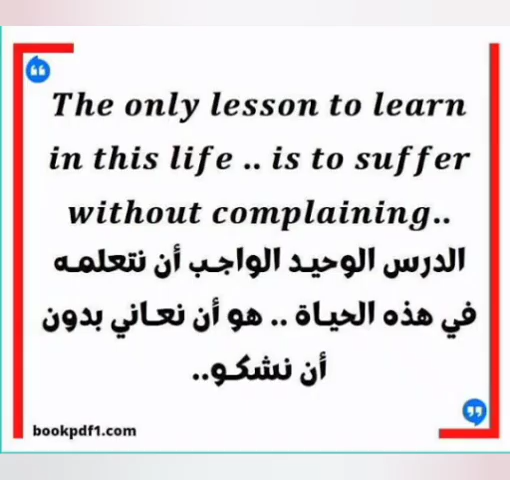 The only lesson to learn
in this life .. is to suffer
without complaining..
الدرس الوحيد الواجب أن نتعلمه
في هذه الحياة .. هو أن نعاني بدون
أن نشكو..
bookpdf1.com